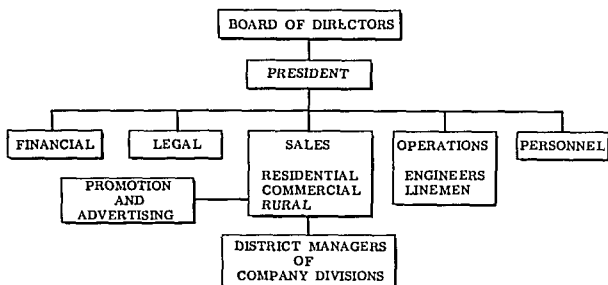 BOARD OF DIRECTORS
PRESIDENT
FINANCIAL
LEGAL
SALES
RESIDENTIAL
COMMERCIAL
RURAL
OPERATIONS
ENGINEERS
LINEMEN
PERSONNEL
PROMOTION
AND
ADVERTISING
DISTRICT MANAGERS
OF
COMPANY DIVISIONS